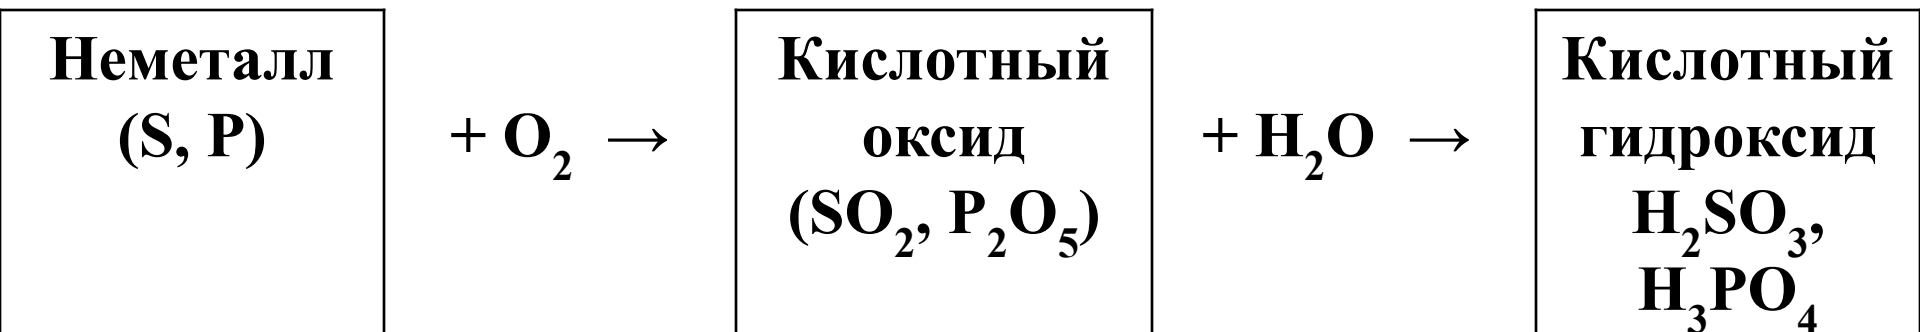 Неметалл
(S, P)
+ O₂ →
Кислотный
оксид
(SO₂, P₂O₅)
+ H₂O →
Кислотный
гидроксид
H₂SO₃,
H₃PO₄